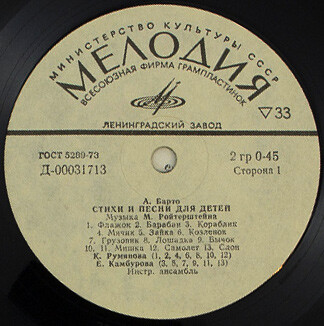 МИНИСТЕРСТВО КУЛЬТУРЫ СССР
МЕЛОДИЯ
ВСЕСОЮЗНАЯ ФИРМА ГРАМПЛАСТИНОК
33
ЛЕНИНГРАДСКИЙ ЗАВОД
ГОСТ 5289-73
2 гр 0-45
Д-00031713
Сторона 1
А. Барто
СТИХИ И ПЕСНИ ДЛЯ ДЕТЕЙ
Музыка М. Ройтерштейна
1. Флажок 2. Барабан 3. Кораблик
4. Мячик 5. Зайка 6. Козленок
7. Грузовик 8. Лошадка 9. Бычок
10. 11. Мишка 12. Самолет 13. Слон
К. Румянова (1, 2, 4, 6, 8, 10, 12)
Е. Камбурова (3, 5, 7, 9, 11, 13)
Инстр. ансамбль